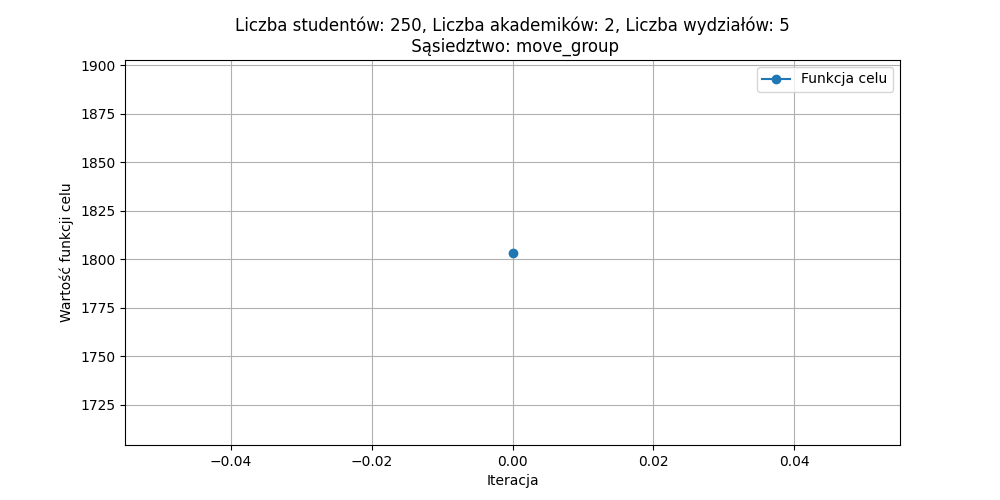 Liczba studentów: 250, Liczba akademików: 2, Liczba wydziałów: 5
Sąsiedztwo: move_group
Funkcja celu
Wartość funkcji celu
1900
1875
1850
1825
1800
1775
1750
1725
−0.04 −0.02 0.00 0.02 0.04
Iteracja